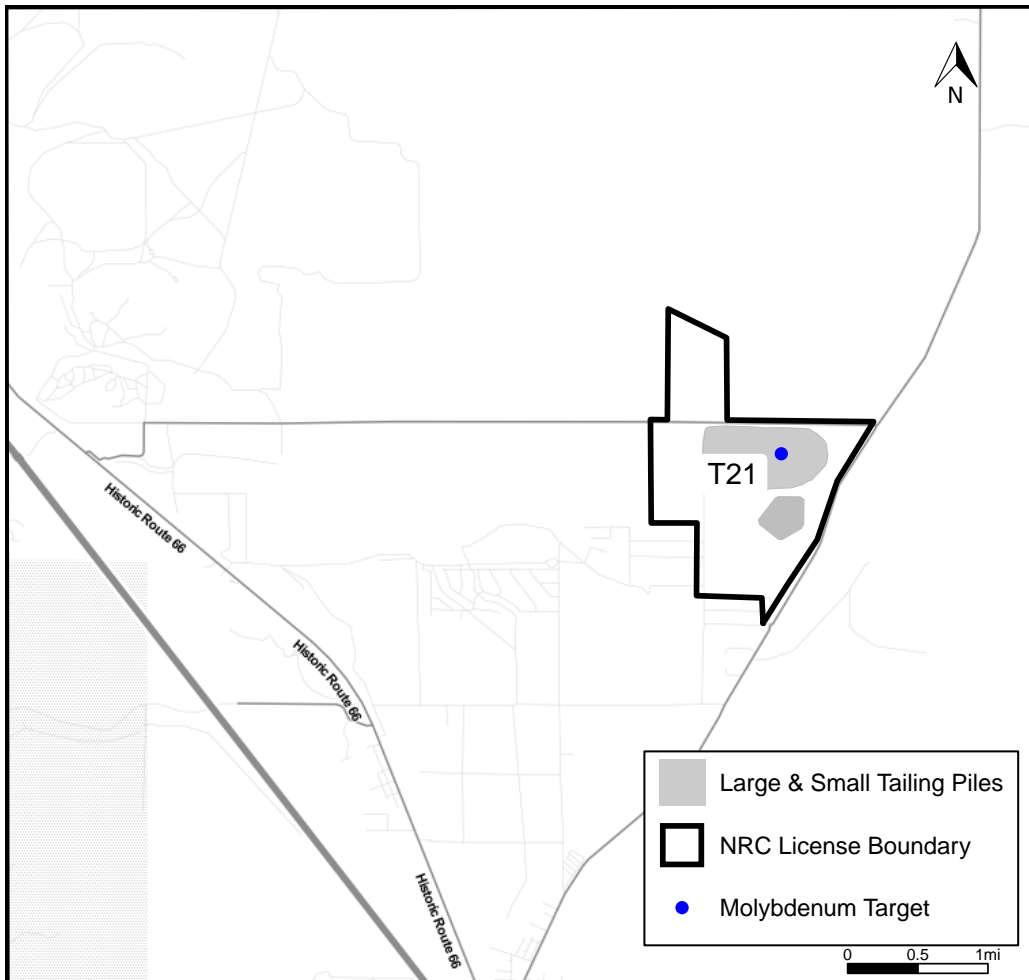 N
T21
Historic Route 66
Historic Route 66
Historic Route 66
Large & Small Tailing Piles
NRC License Boundary
Molybdenum Target
0 0.5 1mi